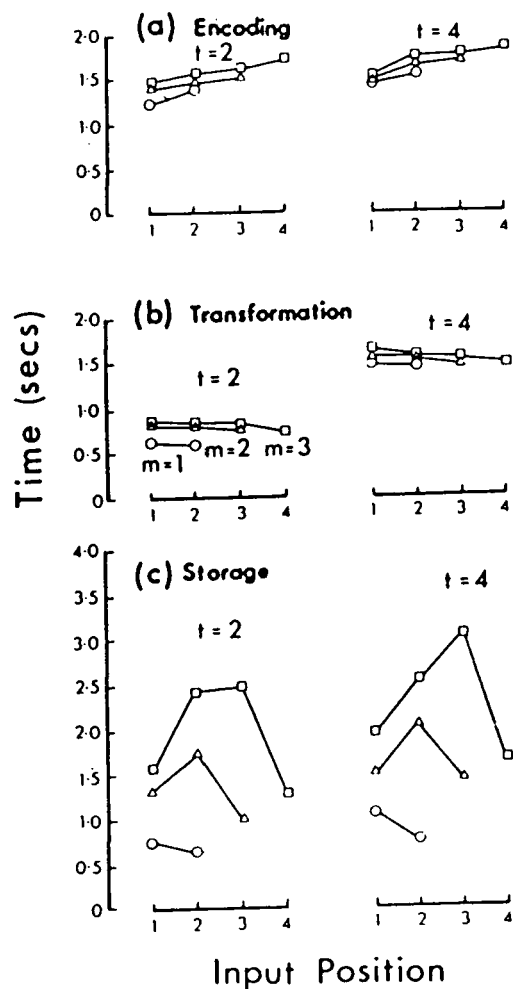 (a) Encoding
t=2
t=4
2·0
1·5
1·0
0·5
0
1 2 3 4
1 2 3 4
(b) Transformation
t=4
t=2
2·0
1·5
1·0
0·5
0
m=1 m=2 m=3
1 2 3 4
1 2 3 4
(c) Storage
t=2
t=4
4·0
3·5
3·0
2·5
2·0
1·5
1·0
0·5
0
1 2 3 4
1 2 3 4
Time (secs)
Input Position